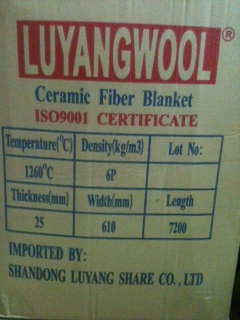 LUYANGWOOL®
Ceramic Fiber Blanket
ISO9001 CERTIFICATE
Temperature(°C) Density(kg/m3) Lot No:
1260°C 6P
Thickness(mm) Width(mm) Length
25 610 7200
IMPORTED BY:
SHANDONG LUYANG SHARE CO.,LTD